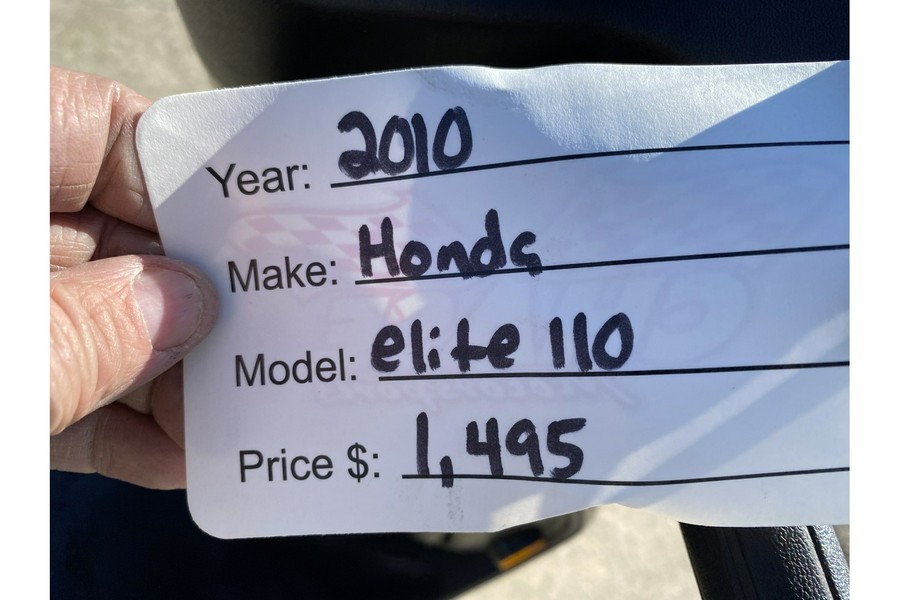 Year: 2010
Make: Honda
Model: elite 110
Price $: 1,495